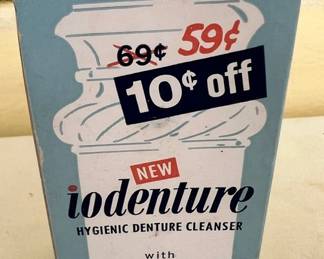 69¢ 59¢
10¢ off
NEW
iodenture
HYGIENIC DENTURE CLEANSER
with